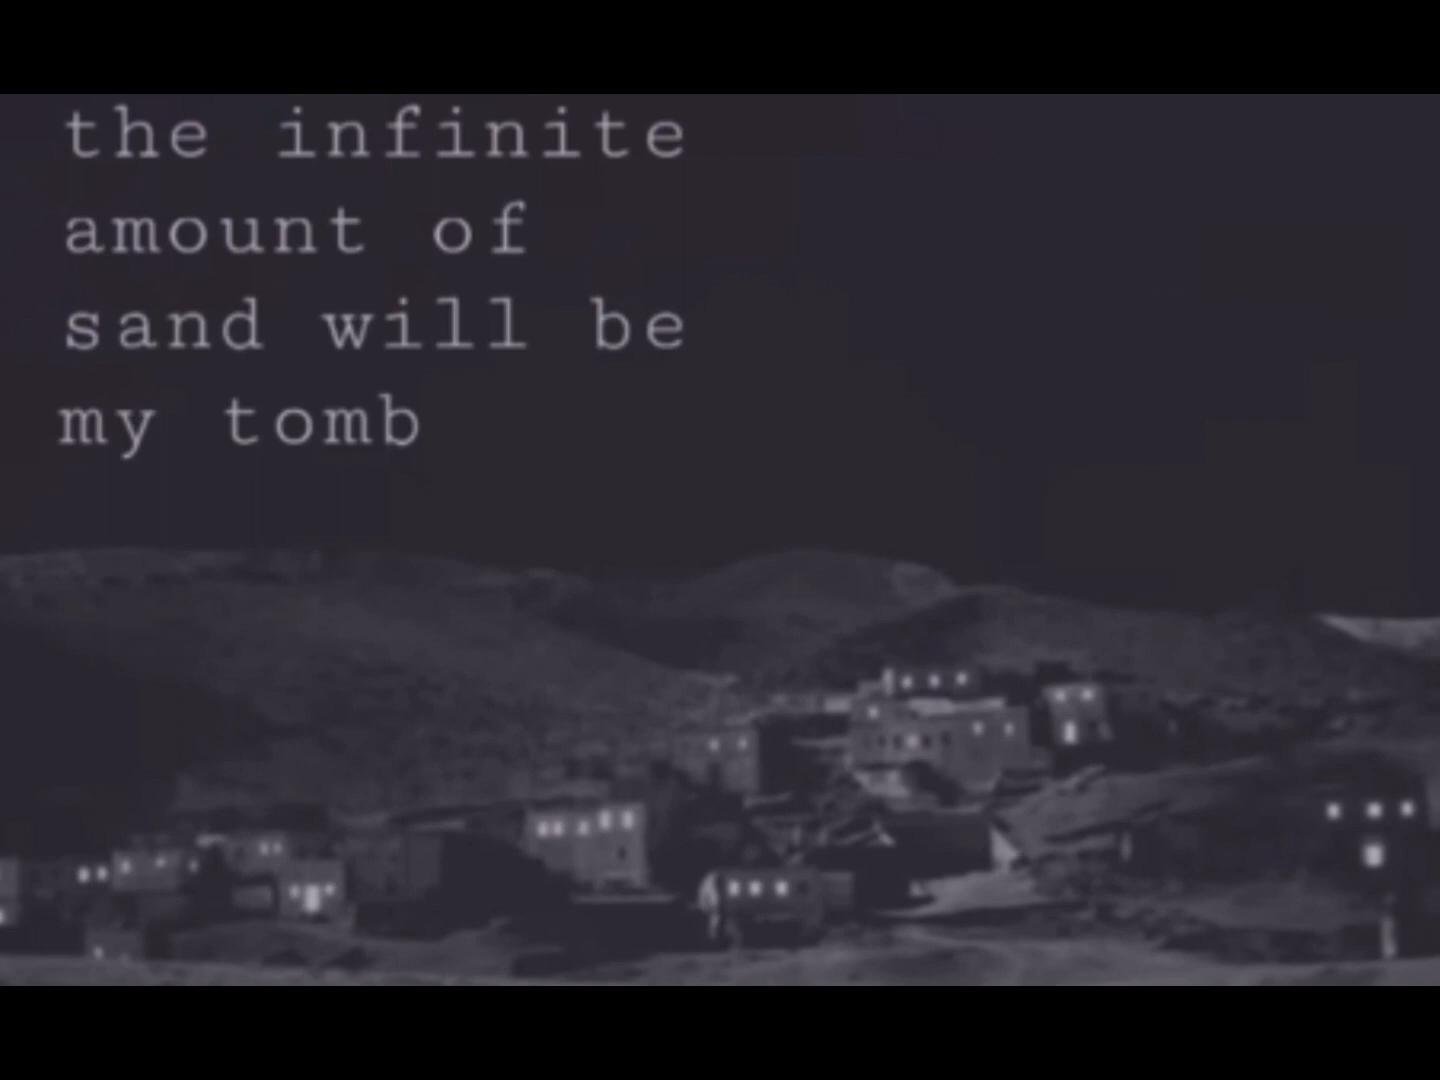 the infinite
amount of
sand will be
my tomb